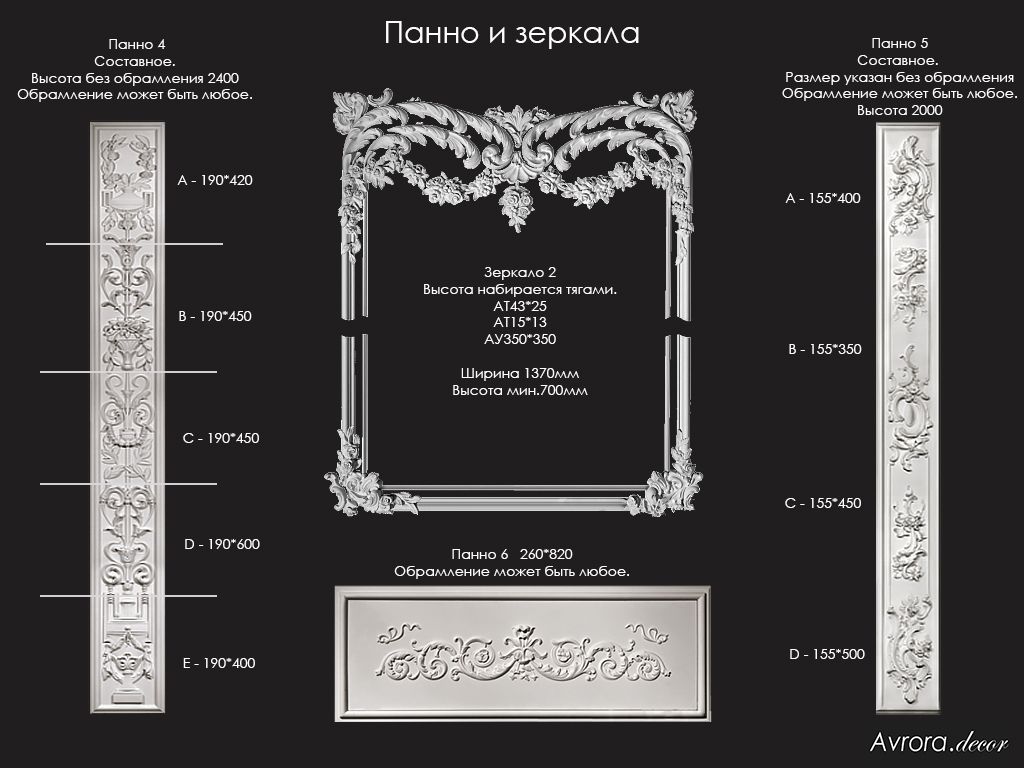 Панно и зеркала
Панно 4
Составное.
Высота без обрамления 2400
Обрамление может быть любое.
A - 190*420
B - 190*450
C - 190*450
D - 190*600
E - 190*400
Зеркало 2
Высота набирается тягами.
АТ43*25
АТ15*13
АУ350*350
Ширина 1370мм
Высота мин.700мм
Панно 6 260*820
Обрамление может быть любое.
Панно 5
Составное.
Размер указан без обрамления
Обрамление может быть любое.
Высота 2000
A - 155*400
B - 155*350
C - 155*450
D - 155*500
Avrora.decor